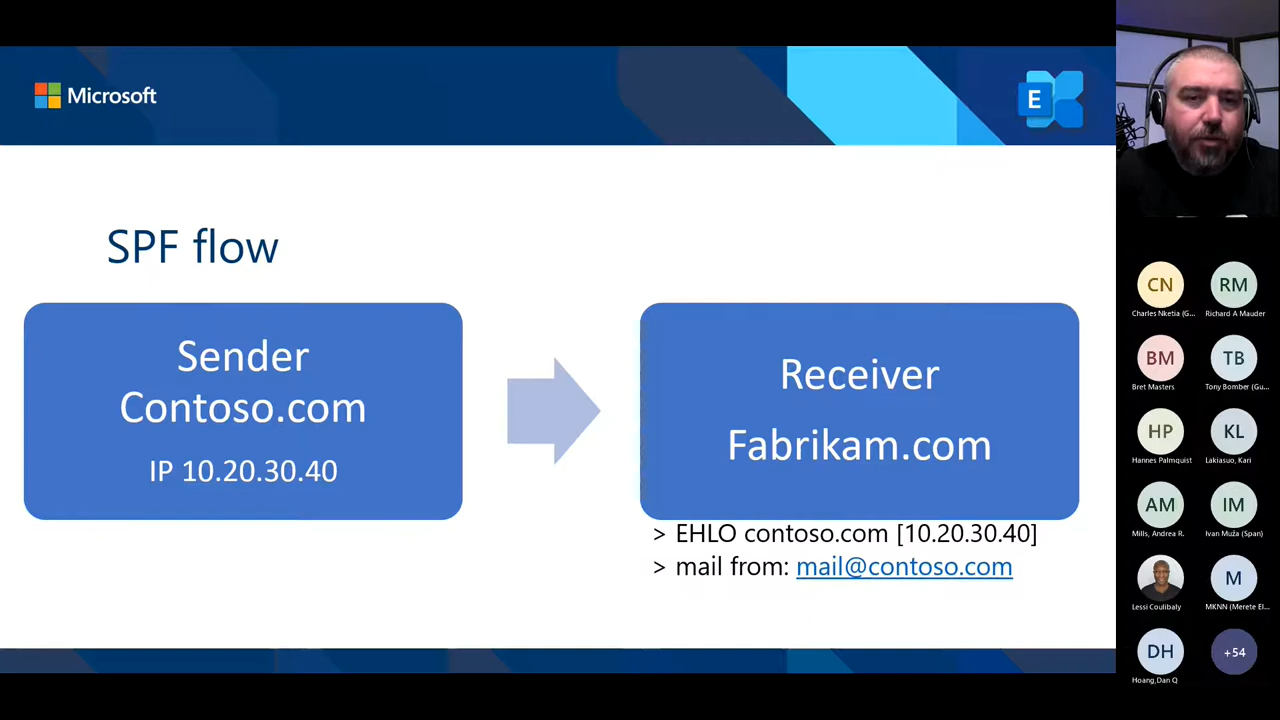 Microsoft
E
SPF flow
Sender
Contoso.com
IP 10.20.30.40
Receiver
Fabrikam.com
> EHLO contoso.com [10.20.30.40]
> mail from: mail@contoso.com
CN
RM
Charles Nketia (G...
Richard A Mauder
BM
TB
Bret Masters
Tony Bomber (Gu...
HP
KL
Hannes Palmquist
Lakiasuo, Kari
AM
IM
Mills, Andrea R.
Ivan Muža (Span)
M
Lessi Coulibaly
MKNN (Merete El...
DH
+54
Hoang,Dan Q